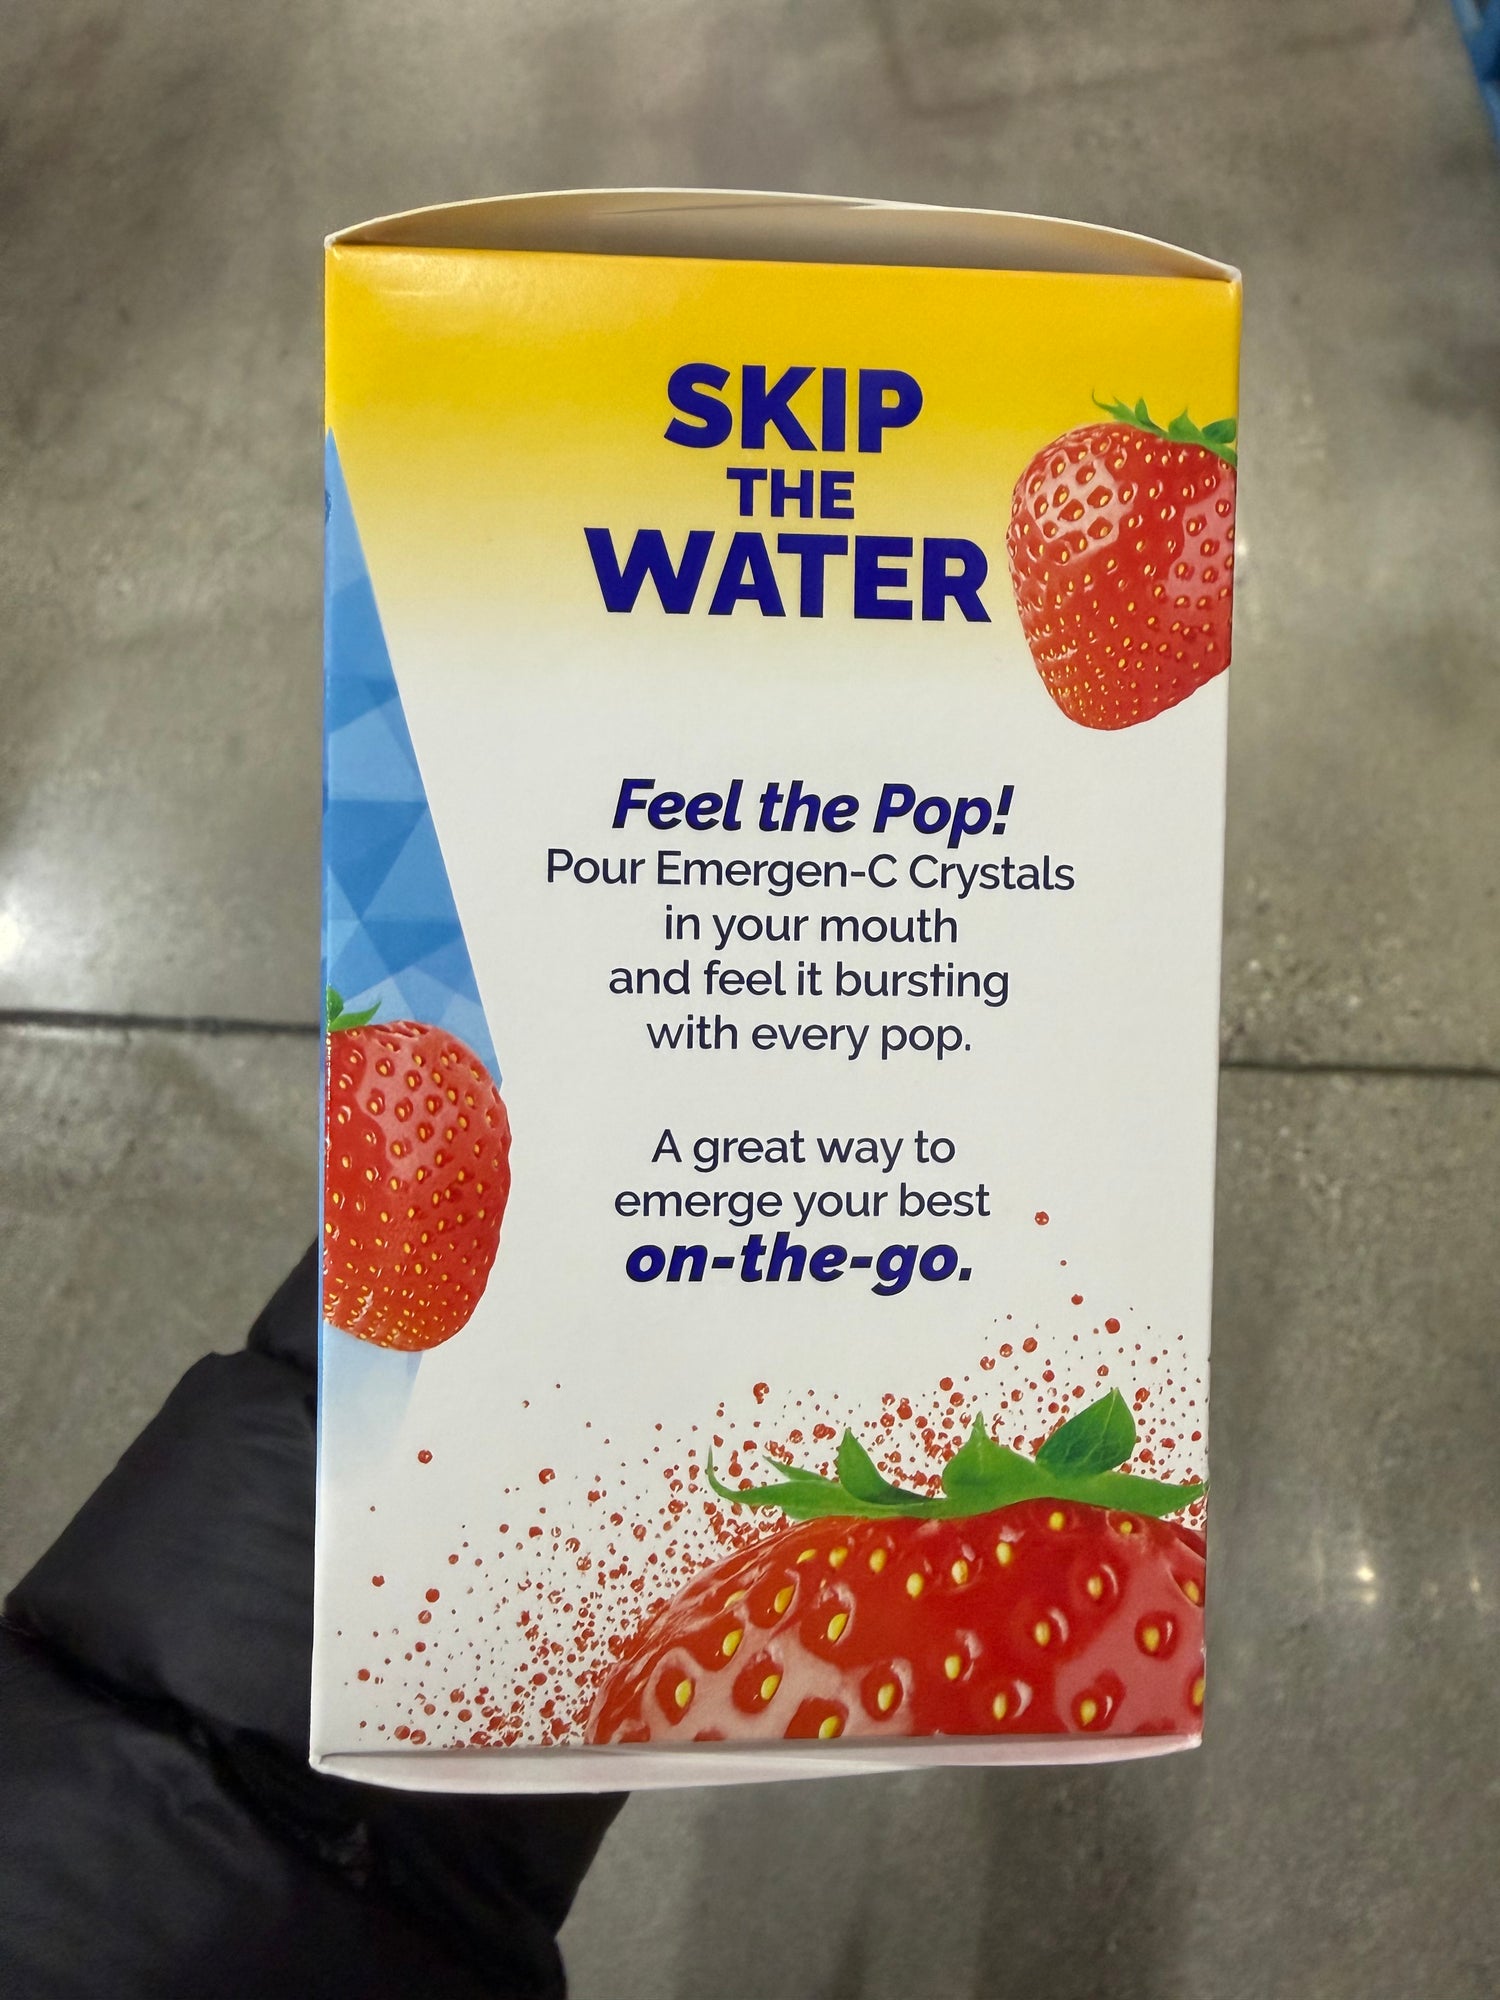 SKIP
THE
WATER
Feel the Pop!
Pour Emergen-C Crystals
in your mouth
and feel it bursting
with every pop.
A great way to
emerge your best
on-the-go.